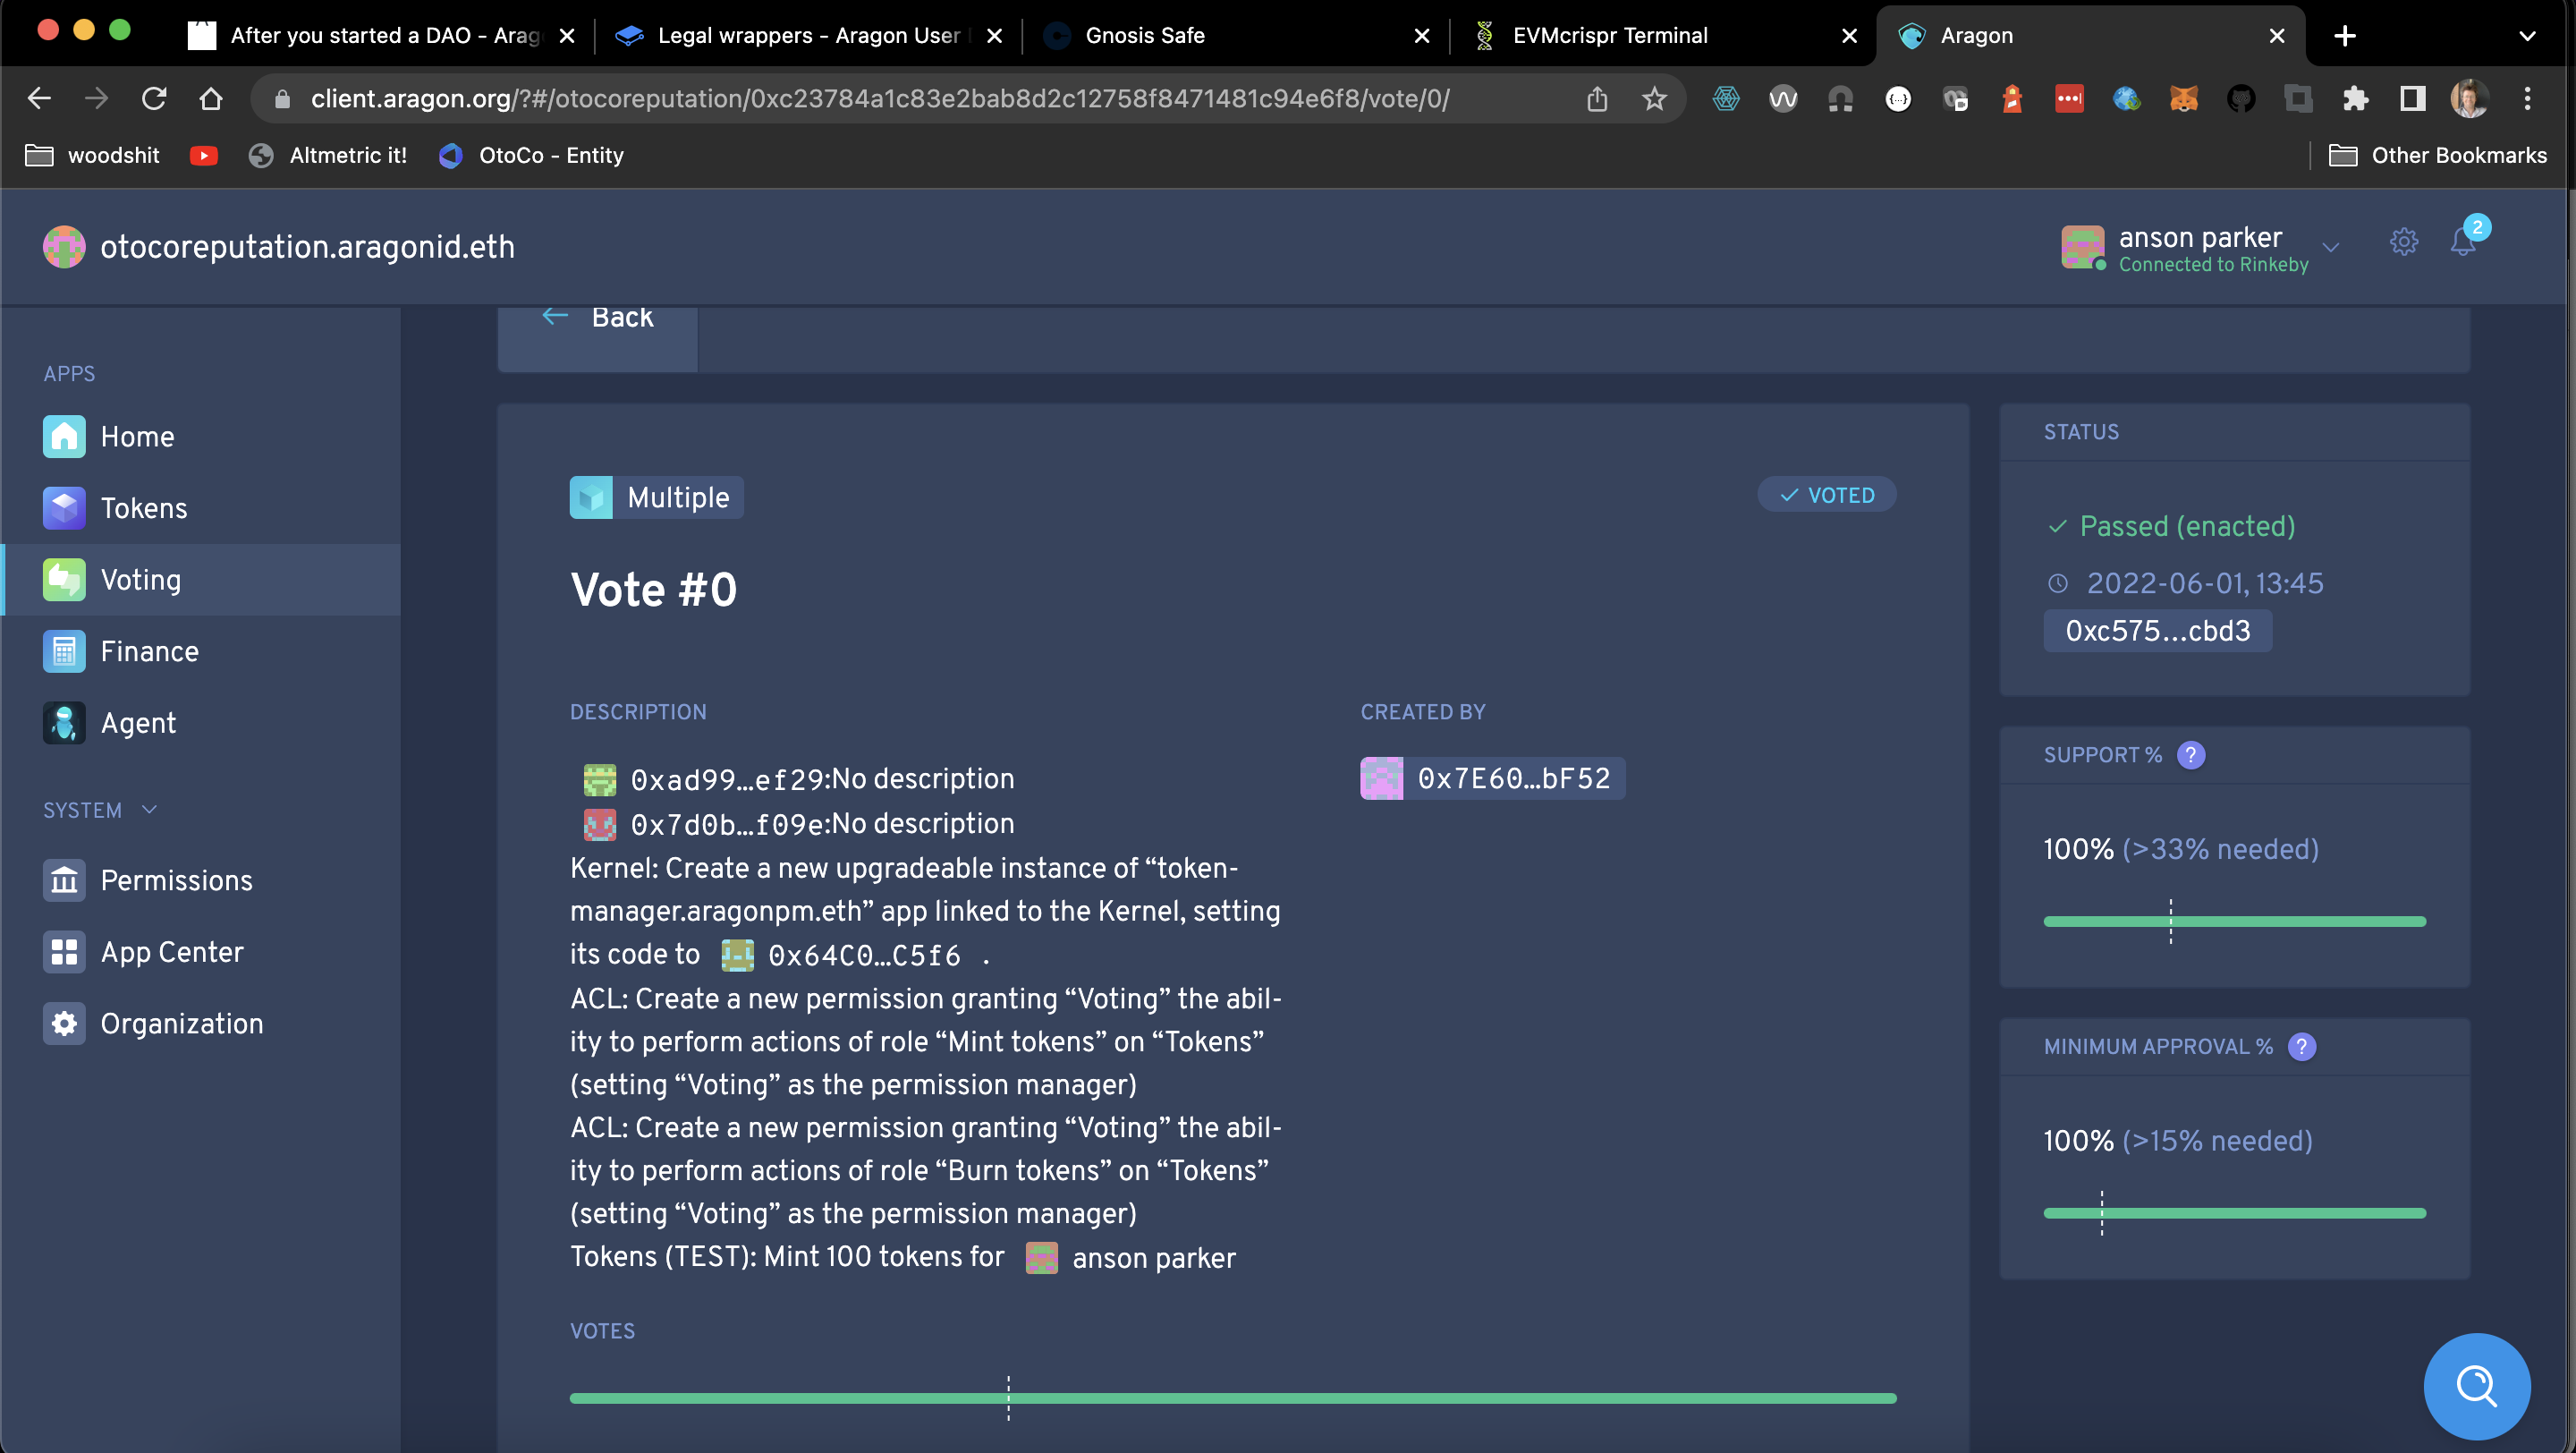 After you started a DAO - Arag
Legal wrappers - Aragon User
Gnosis Safe
EVMcrispr Terminal
Aragon
client.aragon.org/?#/otocoreputation/0xc23784a1c83e2bab8d2c12758f8471481c94e6f8/vote/0/
woodshit
Altmetric it!
OtoCo - Entity
Other Bookmarks
otocoreputation.aragonid.eth
anson parker
Connected to Rinkeby
2
Back
APPS
Home
Tokens
Voting
Finance
Agent
SYSTEM
Permissions
App Center
Organization
Multiple
VOTED
Vote #0
DESCRIPTION
0xad99…ef29:No description
0x7d0b…f09e:No description
Kernel: Create a new upgradeable instance of “token-
manager.aragonpm.eth” app linked to the Kernel, setting
its code to 0x64C0…C5f6 .
ACL: Create a new permission granting “Voting” the abil-
ity to perform actions of role “Mint tokens” on “Tokens”
(setting “Voting” as the permission manager)
ACL: Create a new permission granting “Voting” the abil-
ity to perform actions of role “Burn tokens” on “Tokens”
(setting “Voting” as the permission manager)
Tokens (TEST): Mint 100 tokens for anson parker
CREATED BY
0x7E60…bF52
VOTES
STATUS
Passed (enacted)
2022-06-01, 13:45
0xc575…cbd3
SUPPORT % ?
100% (>33% needed)
MINIMUM APPROVAL % ?
100% (>15% needed)